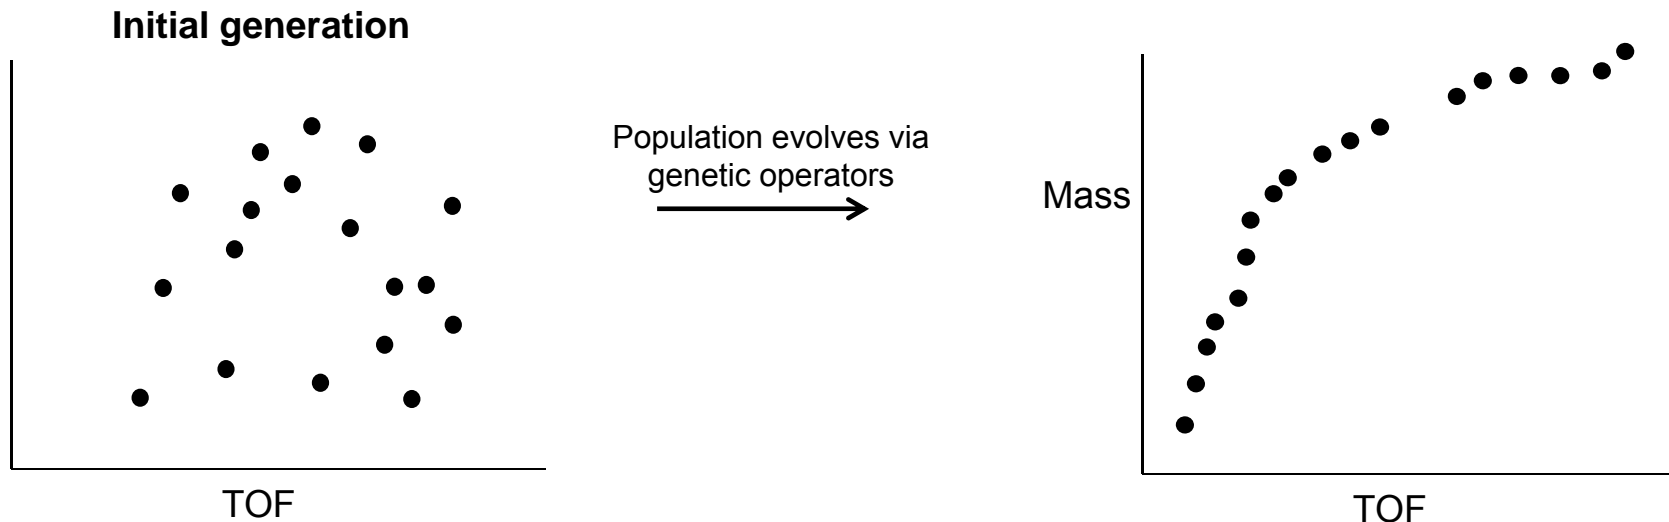 Initial generation
Population evolves via
genetic operators
Mass
TOF
TOF